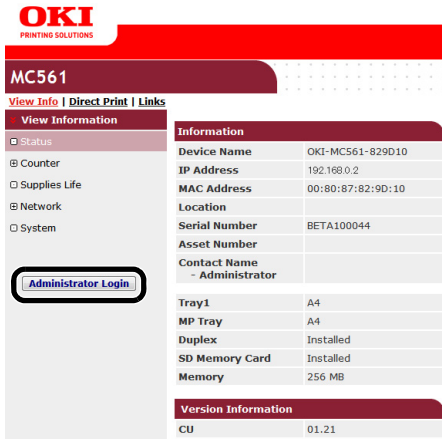 OKI
PRINTING SOLUTIONS
MC561
View Info | Direct Print | Links
View Information
Status
Counter
Supplies Life
Network
System
Administrator Login
Information
Device Name OKI-MC561-829D10
IP Address 192.168.0.2
MAC Address 00:80:87:82:9D:10
Location
Serial Number BETA100044
Asset Number
Contact Name
- Administrator
Tray1 A4
MP Tray A4
Duplex Installed
SD Memory Card Installed
Memory 256 MB
Version Information
CU 01.21